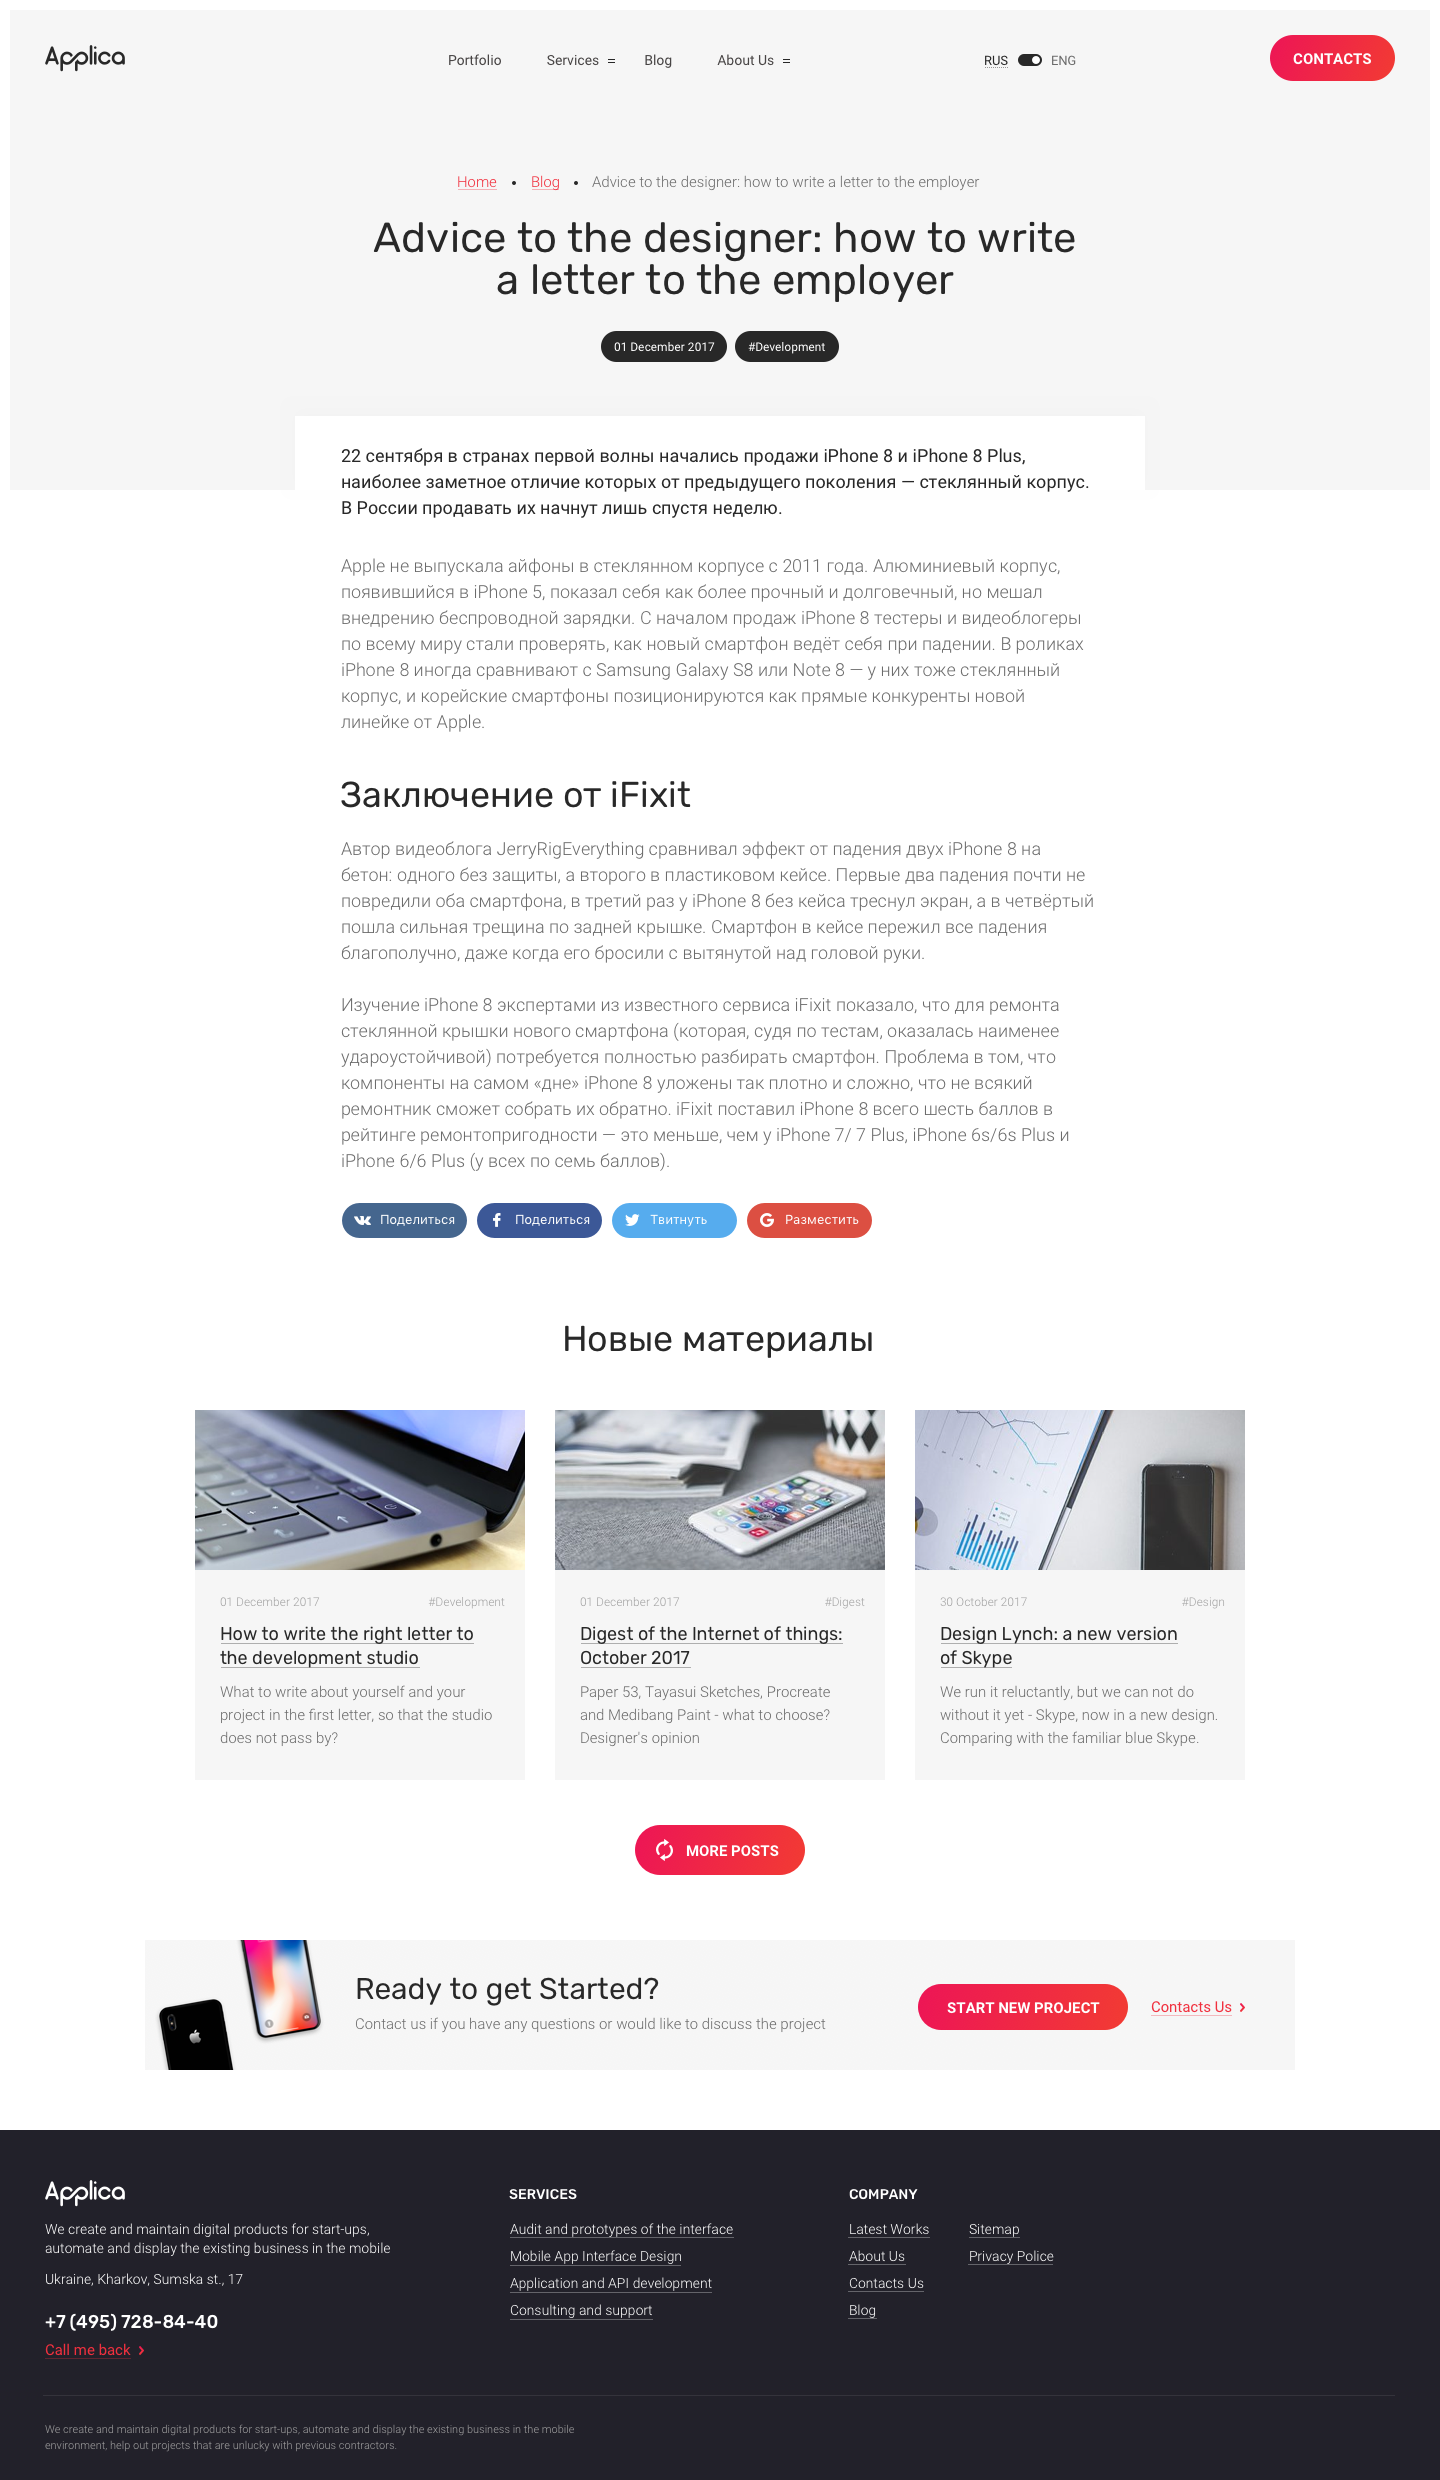 Applica
Portfolio
Services
Blog
About Us
RUS
ENG
CONTACTS
Home • Blog • Advice to the designer: how to write a letter to the employer
Advice to the designer: how to write
a letter to the employer
01 December 2017
#Development
22 сентября в странах первой волны начались продажи iPhone 8 и iPhone 8 Plus,
наиболее заметное отличие которых от предыдущего поколения — стеклянный корпус.
В России продавать их начнут лишь спустя неделю.
Apple не выпускала айфоны в стеклянном корпусе с 2011 года. Алюминиевый корпус,
появившийся в iPhone 5, показал себя как более прочный и долговечный, но мешал
внедрению беспроводной зарядки. С началом продаж iPhone 8 тестеры и видеоблогеры
по всему миру стали проверять, как новый смартфон ведёт себя при падении. В роликах
iPhone 8 иногда сравнивают с Samsung Galaxy S8 или Note 8 — у них тоже стеклянный
корпус, и корейские смартфоны позиционируются как прямые конкуренты новой
линейке от Apple.
Заключение от iFixit
Автор видеоблога JerryRigEverything сравнивал эффект от падения двух iPhone 8 на
бетон: одного без защиты, а второго в пластиковом кейсе. Первые два падения почти не
повредили оба смартфона, в третий раз у iPhone 8 без кейса треснул экран, а в четвёртый
пошла сильная трещина по задней крышке. Смартфон в кейсе пережил все падения
благополучно, даже когда его бросили с вытянутой над головой руки.
Изучение iPhone 8 экспертами из известного сервиса iFixit показало, что для ремонта
стеклянной крышки нового смартфона (которая, судя по тестам, оказалась наименее
удароустойчивой) потребуется полностью разбирать смартфон. Проблема в том, что
компоненты на самом «дне» iPhone 8 уложены так плотно и сложно, что не всякий
ремонтник сможет собрать их обратно. iFixit поставил iPhone 8 всего шесть баллов в
рейтинге ремонтопригодности — это меньше, чем у iPhone 7/ 7 Plus, iPhone 6s/6s Plus и
iPhone 6/6 Plus (у всех по семь баллов).
Поделиться
Поделиться
Твитнуть
Разместить
Новые материалы
01 December 2017
#Development
How to write the right letter to
the development studio
What to write about yourself and your
project in the first letter, so that the studio
does not pass by?
01 December 2017
#Digest
Digest of the Internet of things:
October 2017
Paper 53, Tayasui Sketches, Procreate
and Medibang Paint - what to choose?
Designer's opinion
30 October 2017
#Design
Design Lynch: a new version
of Skype
We run it reluctantly, but we can not do
without it yet - Skype, now in a new design.
Comparing with the familiar blue Skype.
MORE POSTS
Ready to get Started?
Contact us if you have any questions or would like to discuss the project
START NEW PROJECT
Contacts Us
Applica
We create and maintain digital products for start-ups,
automate and display the existing business in the mobile
Ukraine, Kharkov, Sumska st., 17
+7 (495) 728-84-40
Call me back
SERVICES
Audit and prototypes of the interface
Mobile App Interface Design
Application and API development
Consulting and support
COMPANY
Latest Works
About Us
Contacts Us
Blog
Sitemap
Privacy Police
We create and maintain digital products for start-ups, automate and display the existing business in the mobile
environment, help out projects that are unlucky with previous contractors.